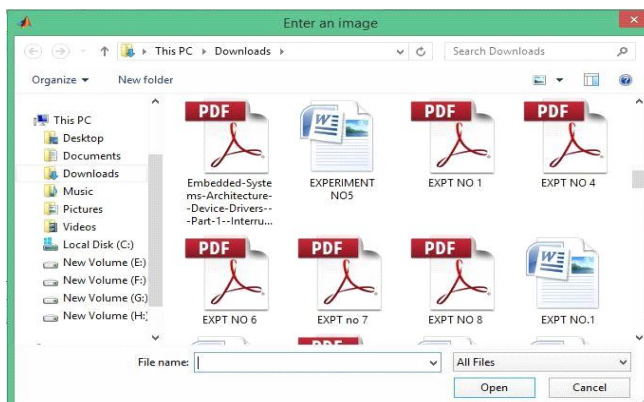 Enter an image
This PC
Downloads
Search Downloads
Organize
New folder
This PC
Desktop
Documents
Downloads
Music
Pictures
Videos
Local Disk (C:)
New Volume (E:)
New Volume (F:)
New Volume (G:)
New Volume (H:
PDF
PDF
PDF
Embedded-Syste
ms-Architecture-
-Device-Drivers--
-Part-1--Interru...
EXPERIMENT
NO5
EXPT NO 1
EXPT NO 4
PDF
PDF
PDF
EXPT NO 6
EXPT no 7
EXPT NO 8
EXPT NO.1
File name:
All Files
Open
Cancel